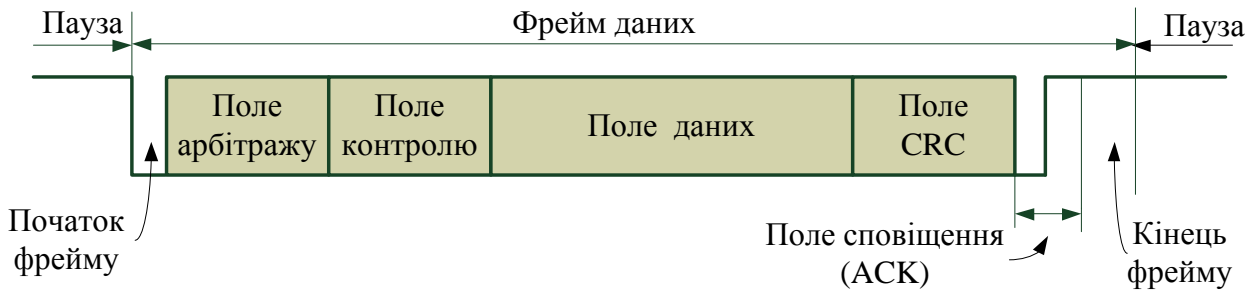 Пауза
Фрейм даних
Пауза
Поле
арбітражу
Поле
контролю
Поле даних
Поле
CRC
Початок
фрейму
Поле сповіщення
(ACK)
Кінець
фрейму